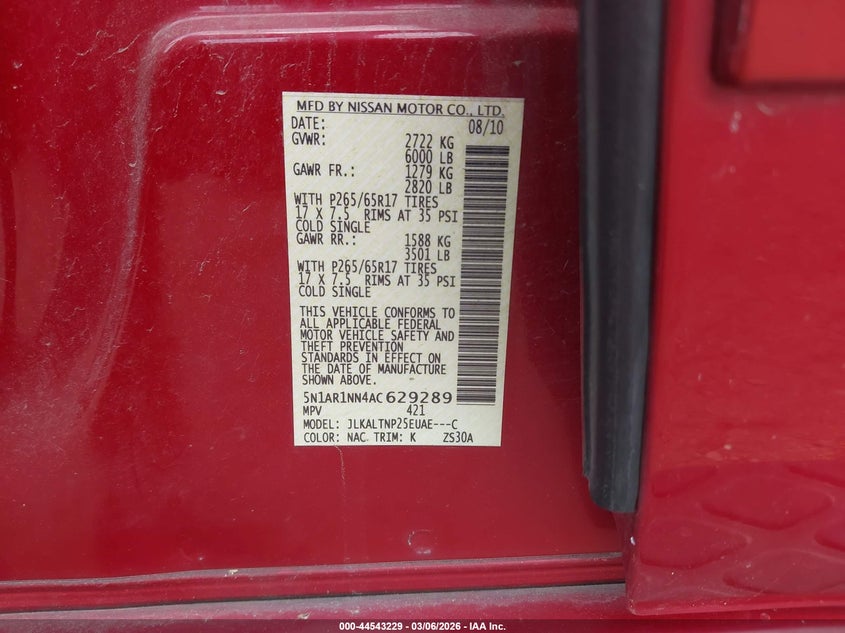 MFD BY NISSAN MOTOR CO., LTD.
DATE: 08/10
GVWR: 2722 KG
6000 LB
GAWR FR.: 1279 KG
2820 LB
WITH P265/65R17 TIRES
17 X 7.5 RIMS AT 35 PSI
COLD SINGLE
GAWR RR.: 1588 KG
3501 LB
WITH P265/65R17 TIRES
17 X 7.5 RIMS AT 35 PSI
COLD SINGLE
THIS VEHICLE CONFORMS TO
ALL APPLICABLE FEDERAL
MOTOR VEHICLE SAFETY AND
THEFT PREVENTION
STANDARDS IN EFFECT ON
THE DATE OF MANUFACTURE
SHOWN ABOVE.
5N1AR1NN4AC629289
MPV 421
MODEL: JLKALTNP25EUAE---C
COLOR: NAC TRIM: K ZS30A
000-44543229 - 03/06/2026 - IAA Inc.